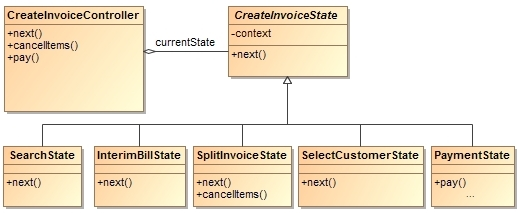 CreateInvoiceController
+next()
+cancelItems()
+pay()
currentState
CreateInvoiceState
-context
+next()
SearchState
+next()
InterimBillState
+next()
SplitInvoiceState
+next()
+cancelItems()
SelectCustomerState
+next()
PaymentState
+pay()
...